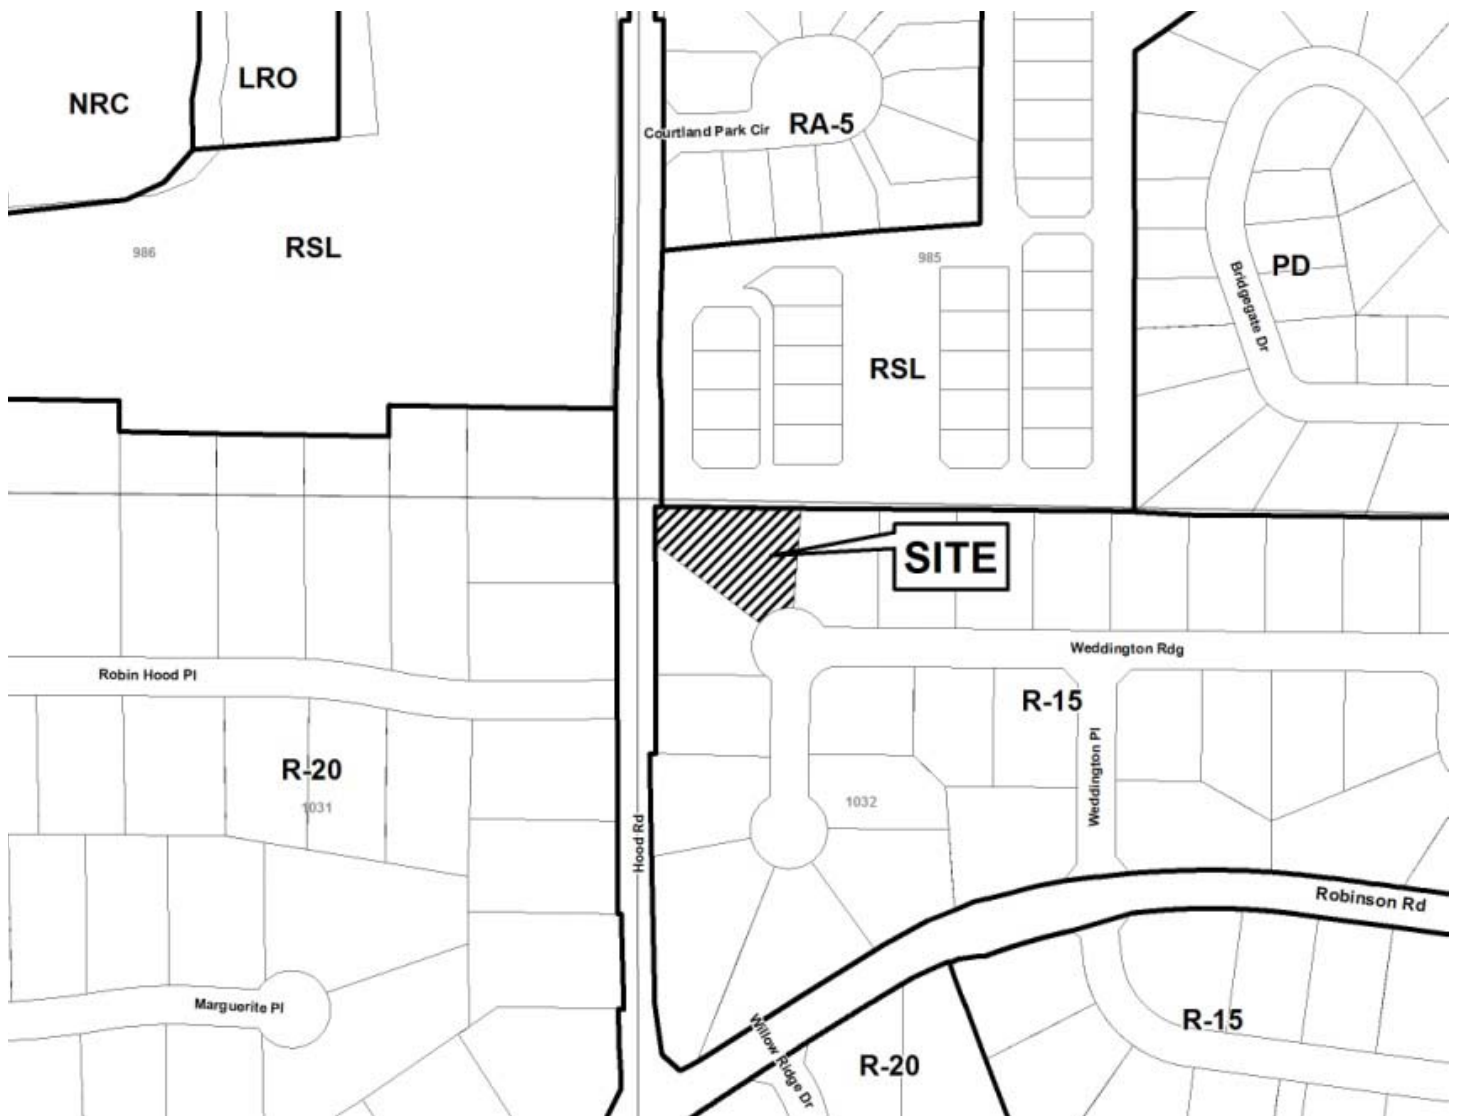 LRO
NRC
Courtland Park Cir
RA-5
RSL
986
985
PD
Bridgegate Dr
RSL
SITE
Weddington Rdg
Robin Hood Pl
R-15
Weddington Pl
R-20
1031
1032
Hood Rd
Robinson Rd
Marguerite Pl
R-15
Willow Ridge Dr
R-20